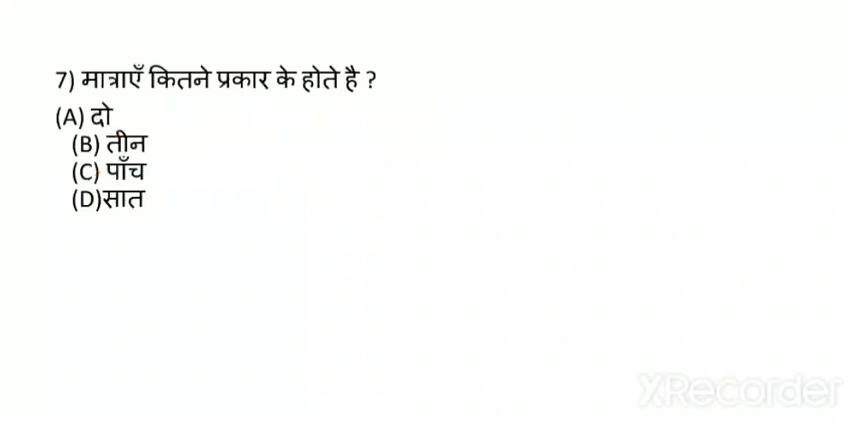 7) मात्राएँ कितने प्रकार के होते है ?
(A) दो
(B) तीन
(C) पाँच
(D)सात
XRecorder